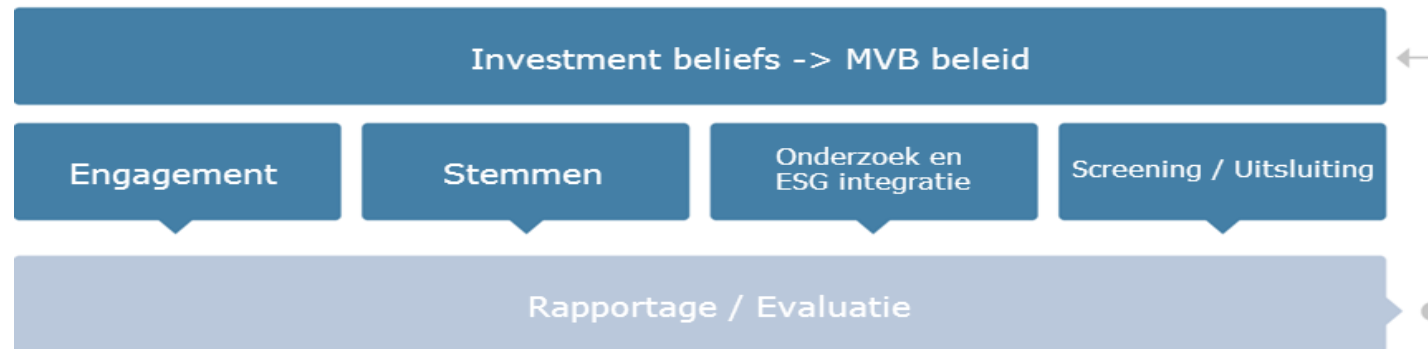 Investment beliefs -> MVB beleid
Engagement
Stemmen
Onderzoek en
ESG integratie
Screening / Uitsluiting
Rapportage / Evaluatie